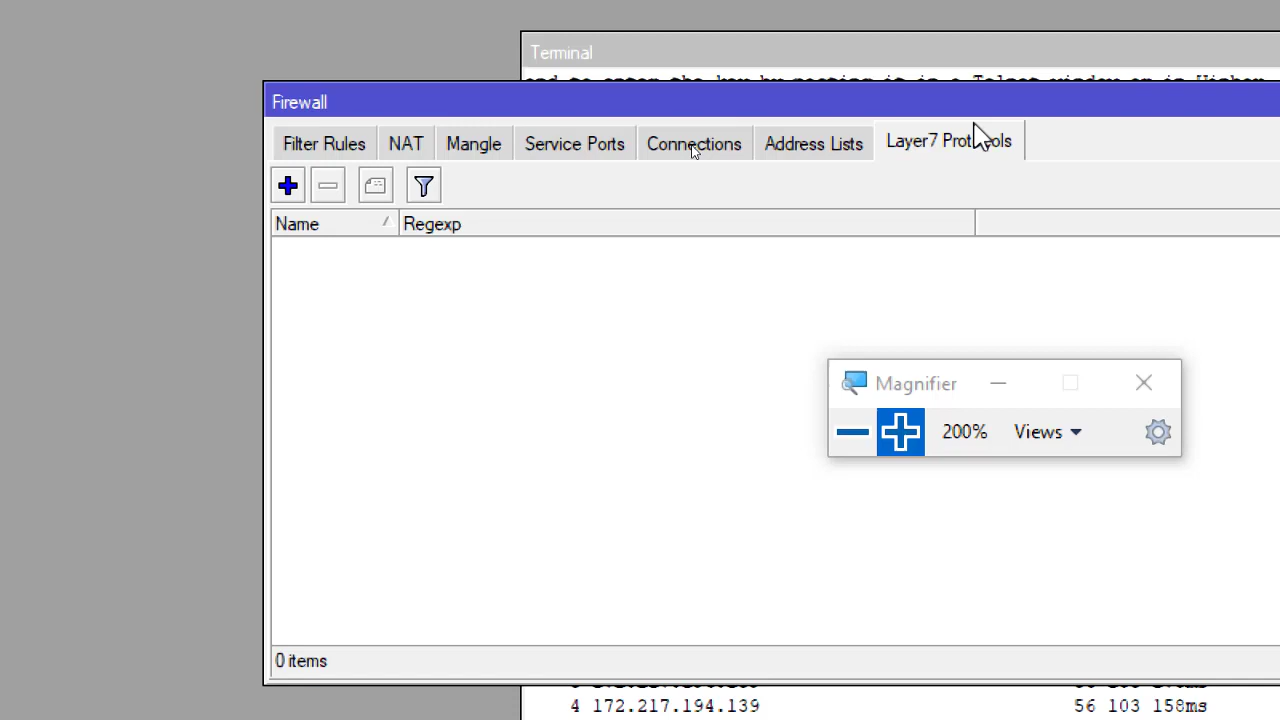 Terminal
Firewall
Filter Rules NAT Mangle Service Ports Connections Address Lists Layer7 Protocols
Name Regexp
Magnifier
200% Views
0 items
4 172.217.194.139 56 103 158ms